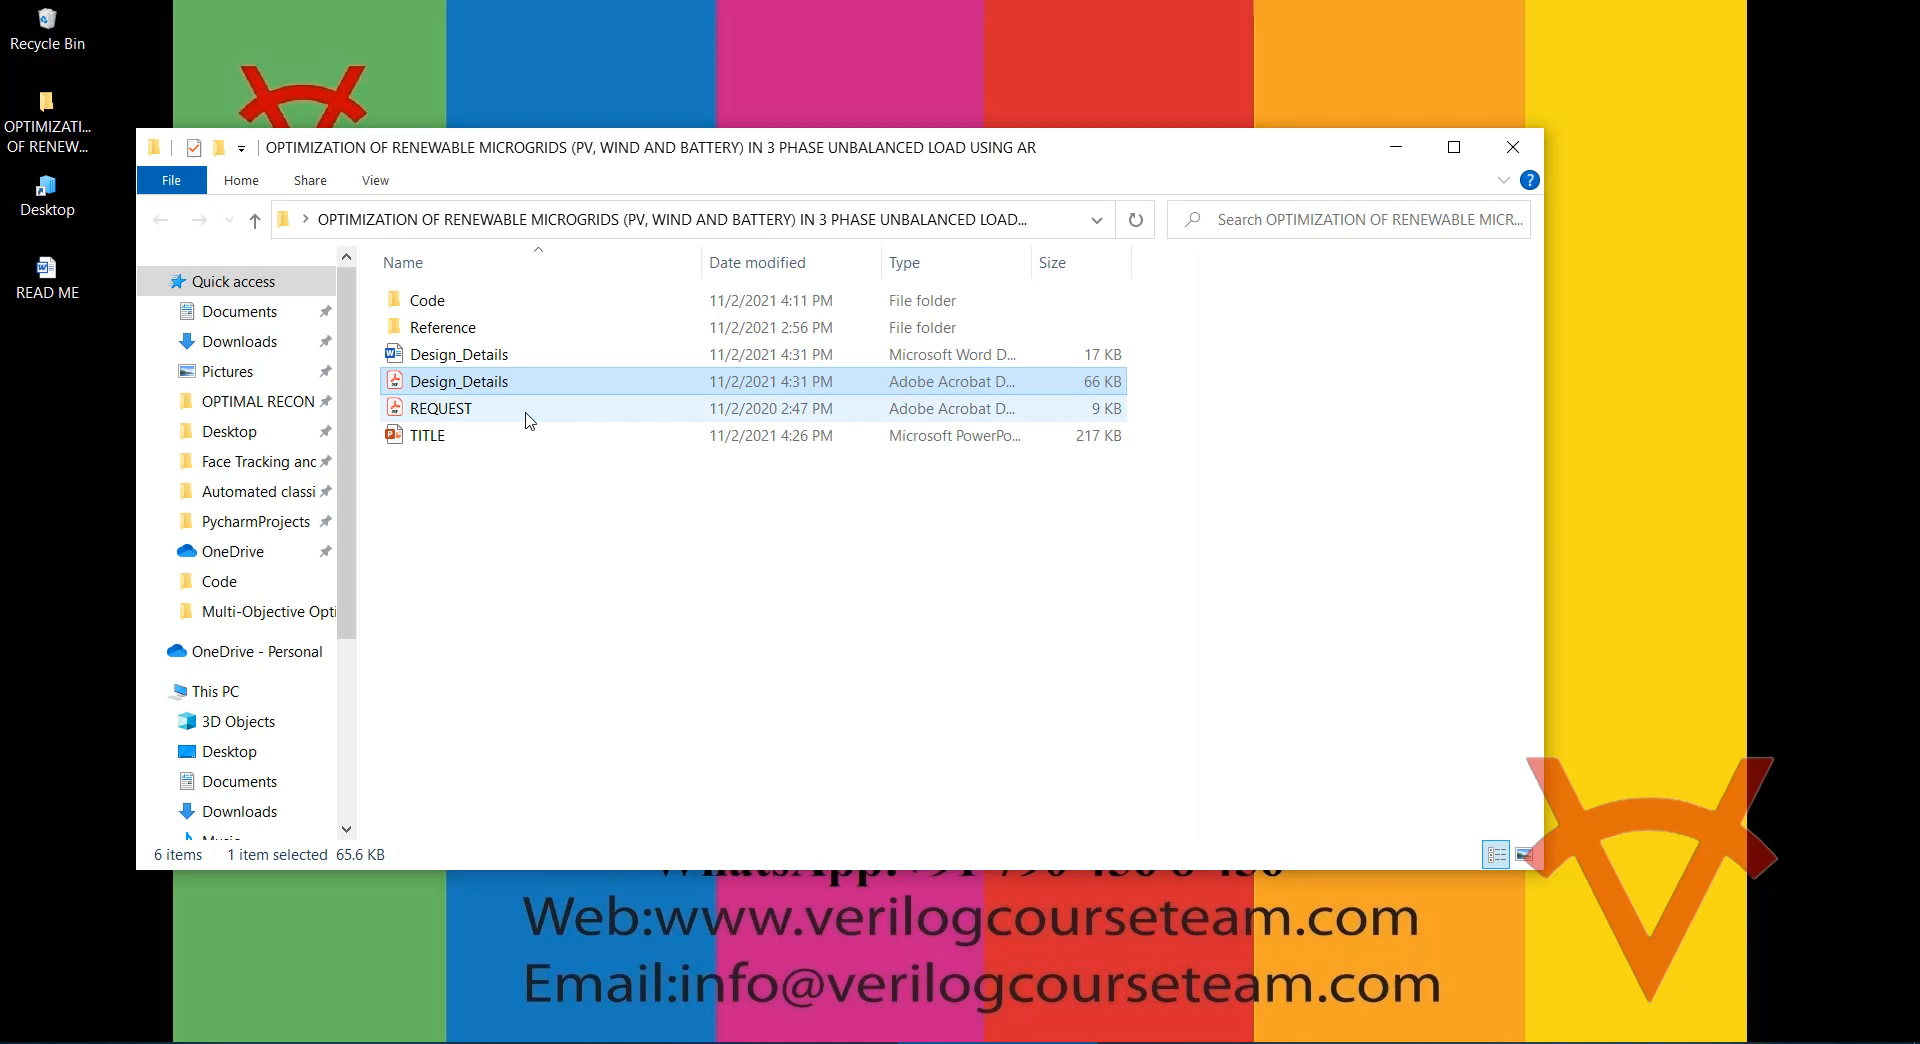 Recycle Bin
OPTIMIZATI...
OF RENEW...
Desktop
READ ME
OPTIMIZATION OF RENEWABLE MICROGRIDS (PV, WIND AND BATTERY) IN 3 PHASE UNBALANCED LOAD USING AR
File Home Share View
?
OPTIMIZATION OF RENEWABLE MICROGRIDS (PV, WIND AND BATTERY) IN 3 PHASE UNBALANCED LOAD...
Search OPTIMIZATION OF RENEWABLE MICR...
Name Date modified Type Size
Code 11/2/2021 4:11 PM File folder
Reference 11/2/2021 2:56 PM File folder
Design_Details 11/2/2021 4:31 PM Microsoft Word D... 17 KB
Design_Details 11/2/2021 4:31 PM Adobe Acrobat D... 66 KB
REQUEST 11/2/2020 2:47 PM Adobe Acrobat D... 9 KB
TITLE 11/2/2021 4:26 PM Microsoft PowerPo... 217 KB
Quick access
Documents
Downloads
Pictures
OPTIMAL RECON
Desktop
Face Tracking anc
Automated classi
PycharmProjects
OneDrive
Code
Multi-Objective Opti
OneDrive - Personal
This PC
3D Objects
Desktop
Documents
Downloads
6 items 1 item selected 65.6 KB
Web:www.verilogcourseteam.com
Email:info@verilogcourseteam.com